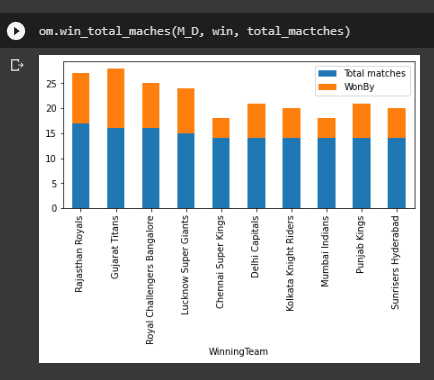 om.win_total_maches(M_D, win, total_mactches)
Total matches
WonBy
25
20
15
10
5
0
Rajasthan Royals
Gujarat Titans
Royal Challengers Bangalore
Lucknow Super Giants
Chennai Super Kings
Delhi Capitals
Kolkata Knight Riders
Mumbai Indians
Punjab Kings
Sunrisers Hyderabad
WinningTeam